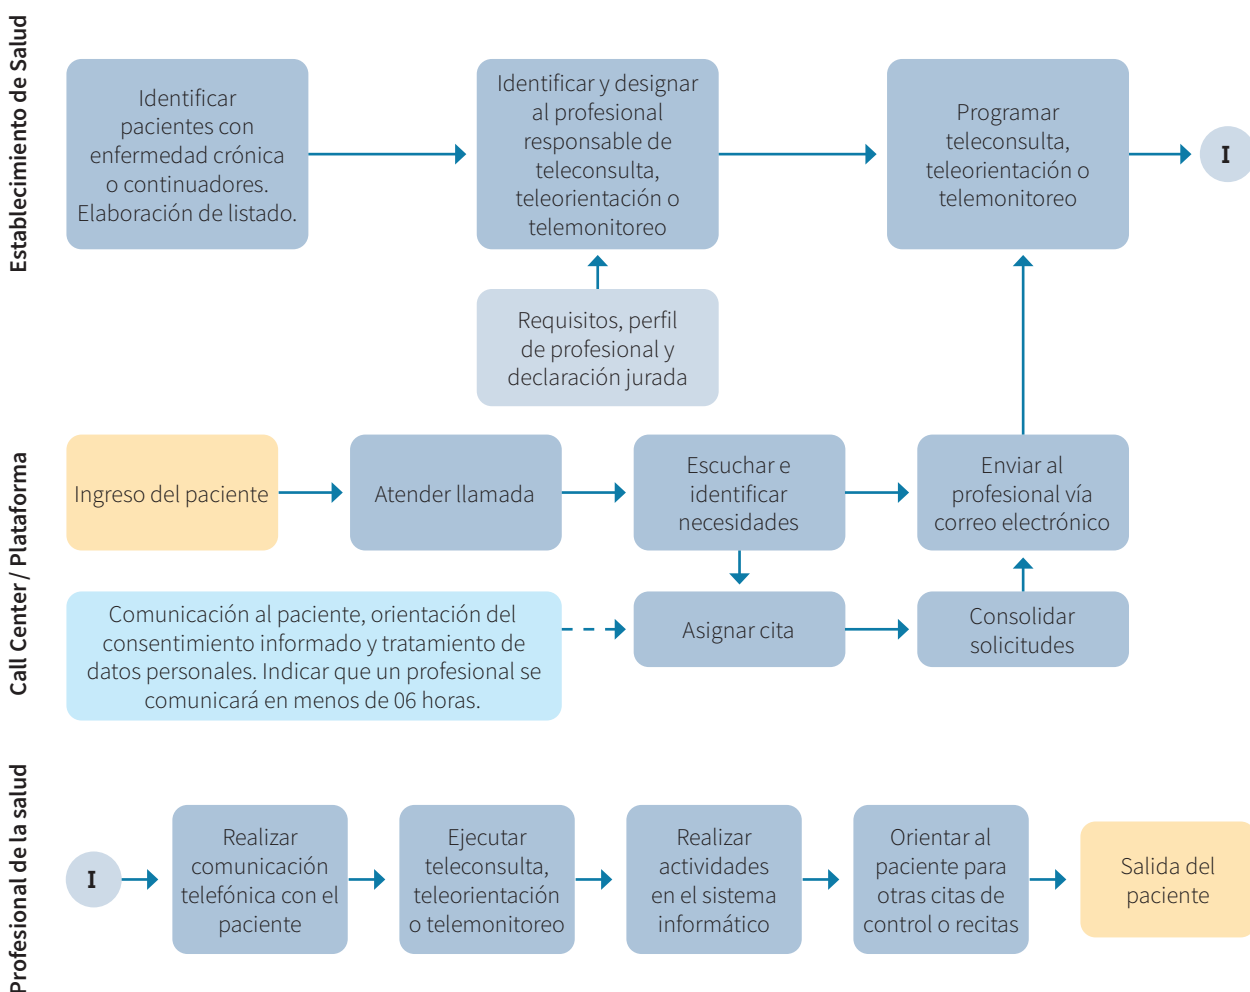 Establecimiento de Salud
Identificar
pacientes con
enfermedad crónica
o continuadores.
Elaboración de listado.
Identificar y designar
al profesional
responsable de
teleconsulta,
teleorientación o
telemonitoreo
Programar
teleconsulta,
teleorientación o
telemonitoreo
I
Requisitos, perfil
de profesional y
declaración jurada
Call Center / Plataforma
Ingreso del paciente
Atender llamada
Escuchar e
identificar
necesidades
Enviar al
profesional vía
correo electrónico
Comunicación al paciente, orientación del
consentimiento informado y tratamiento de
datos personales. Indicar que un profesional se
comunicará en menos de 06 horas.
Asignar cita
Consolidar
solicitudes
Profesional de la salud
I
Realizar
comunicación
telefónica con el
paciente
Ejecutar
teleconsulta,
teleorientación
o telemonitoreo
Realizar
actividades
en el sistema
informático
Orientar al
paciente para
otras citas de
control o recitas
Salida del
paciente